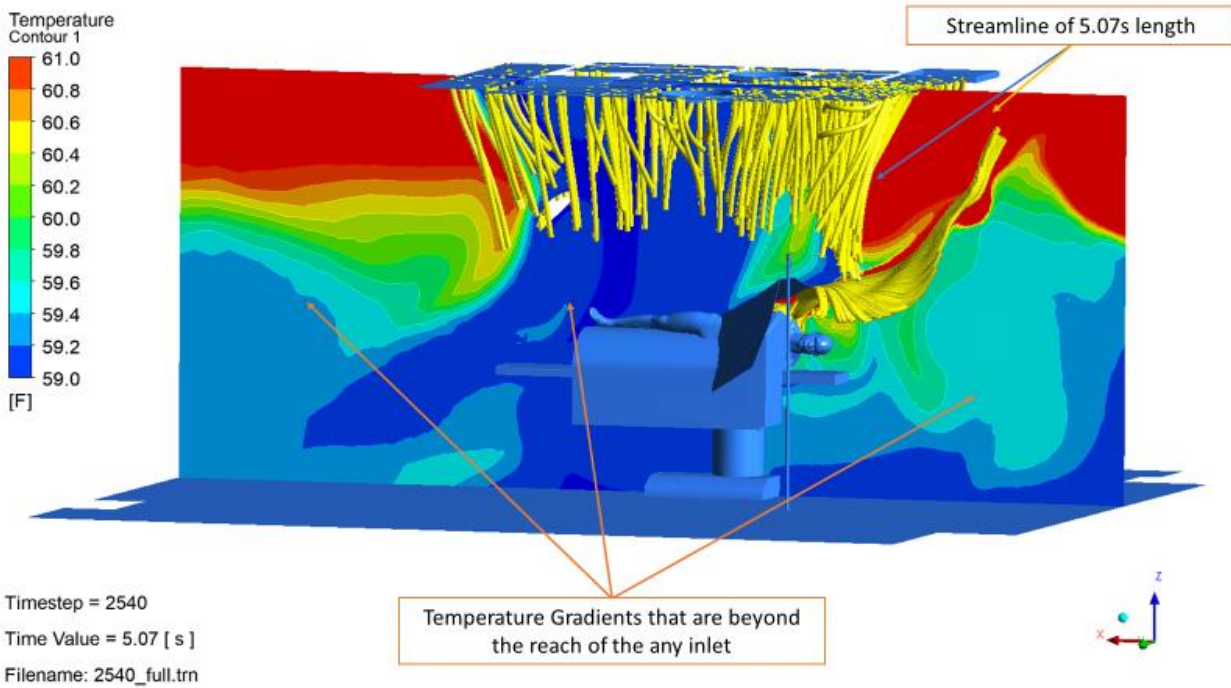 Temperature
Contour 1
61.0
60.8
60.6
60.4
60.2
60.0
59.8
59.6
59.4
59.2
59.0
[F]
Streamline of 5.07s length
Temperature Gradients that are beyond
the reach of the any inlet
Timestep = 2540
Time Value = 5.07 [ s ]
Filename: 2540_full.trn
Z
X